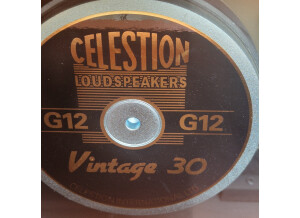 CELESTION
LOUDSPEAKERS
G12 G12
Vintage 30